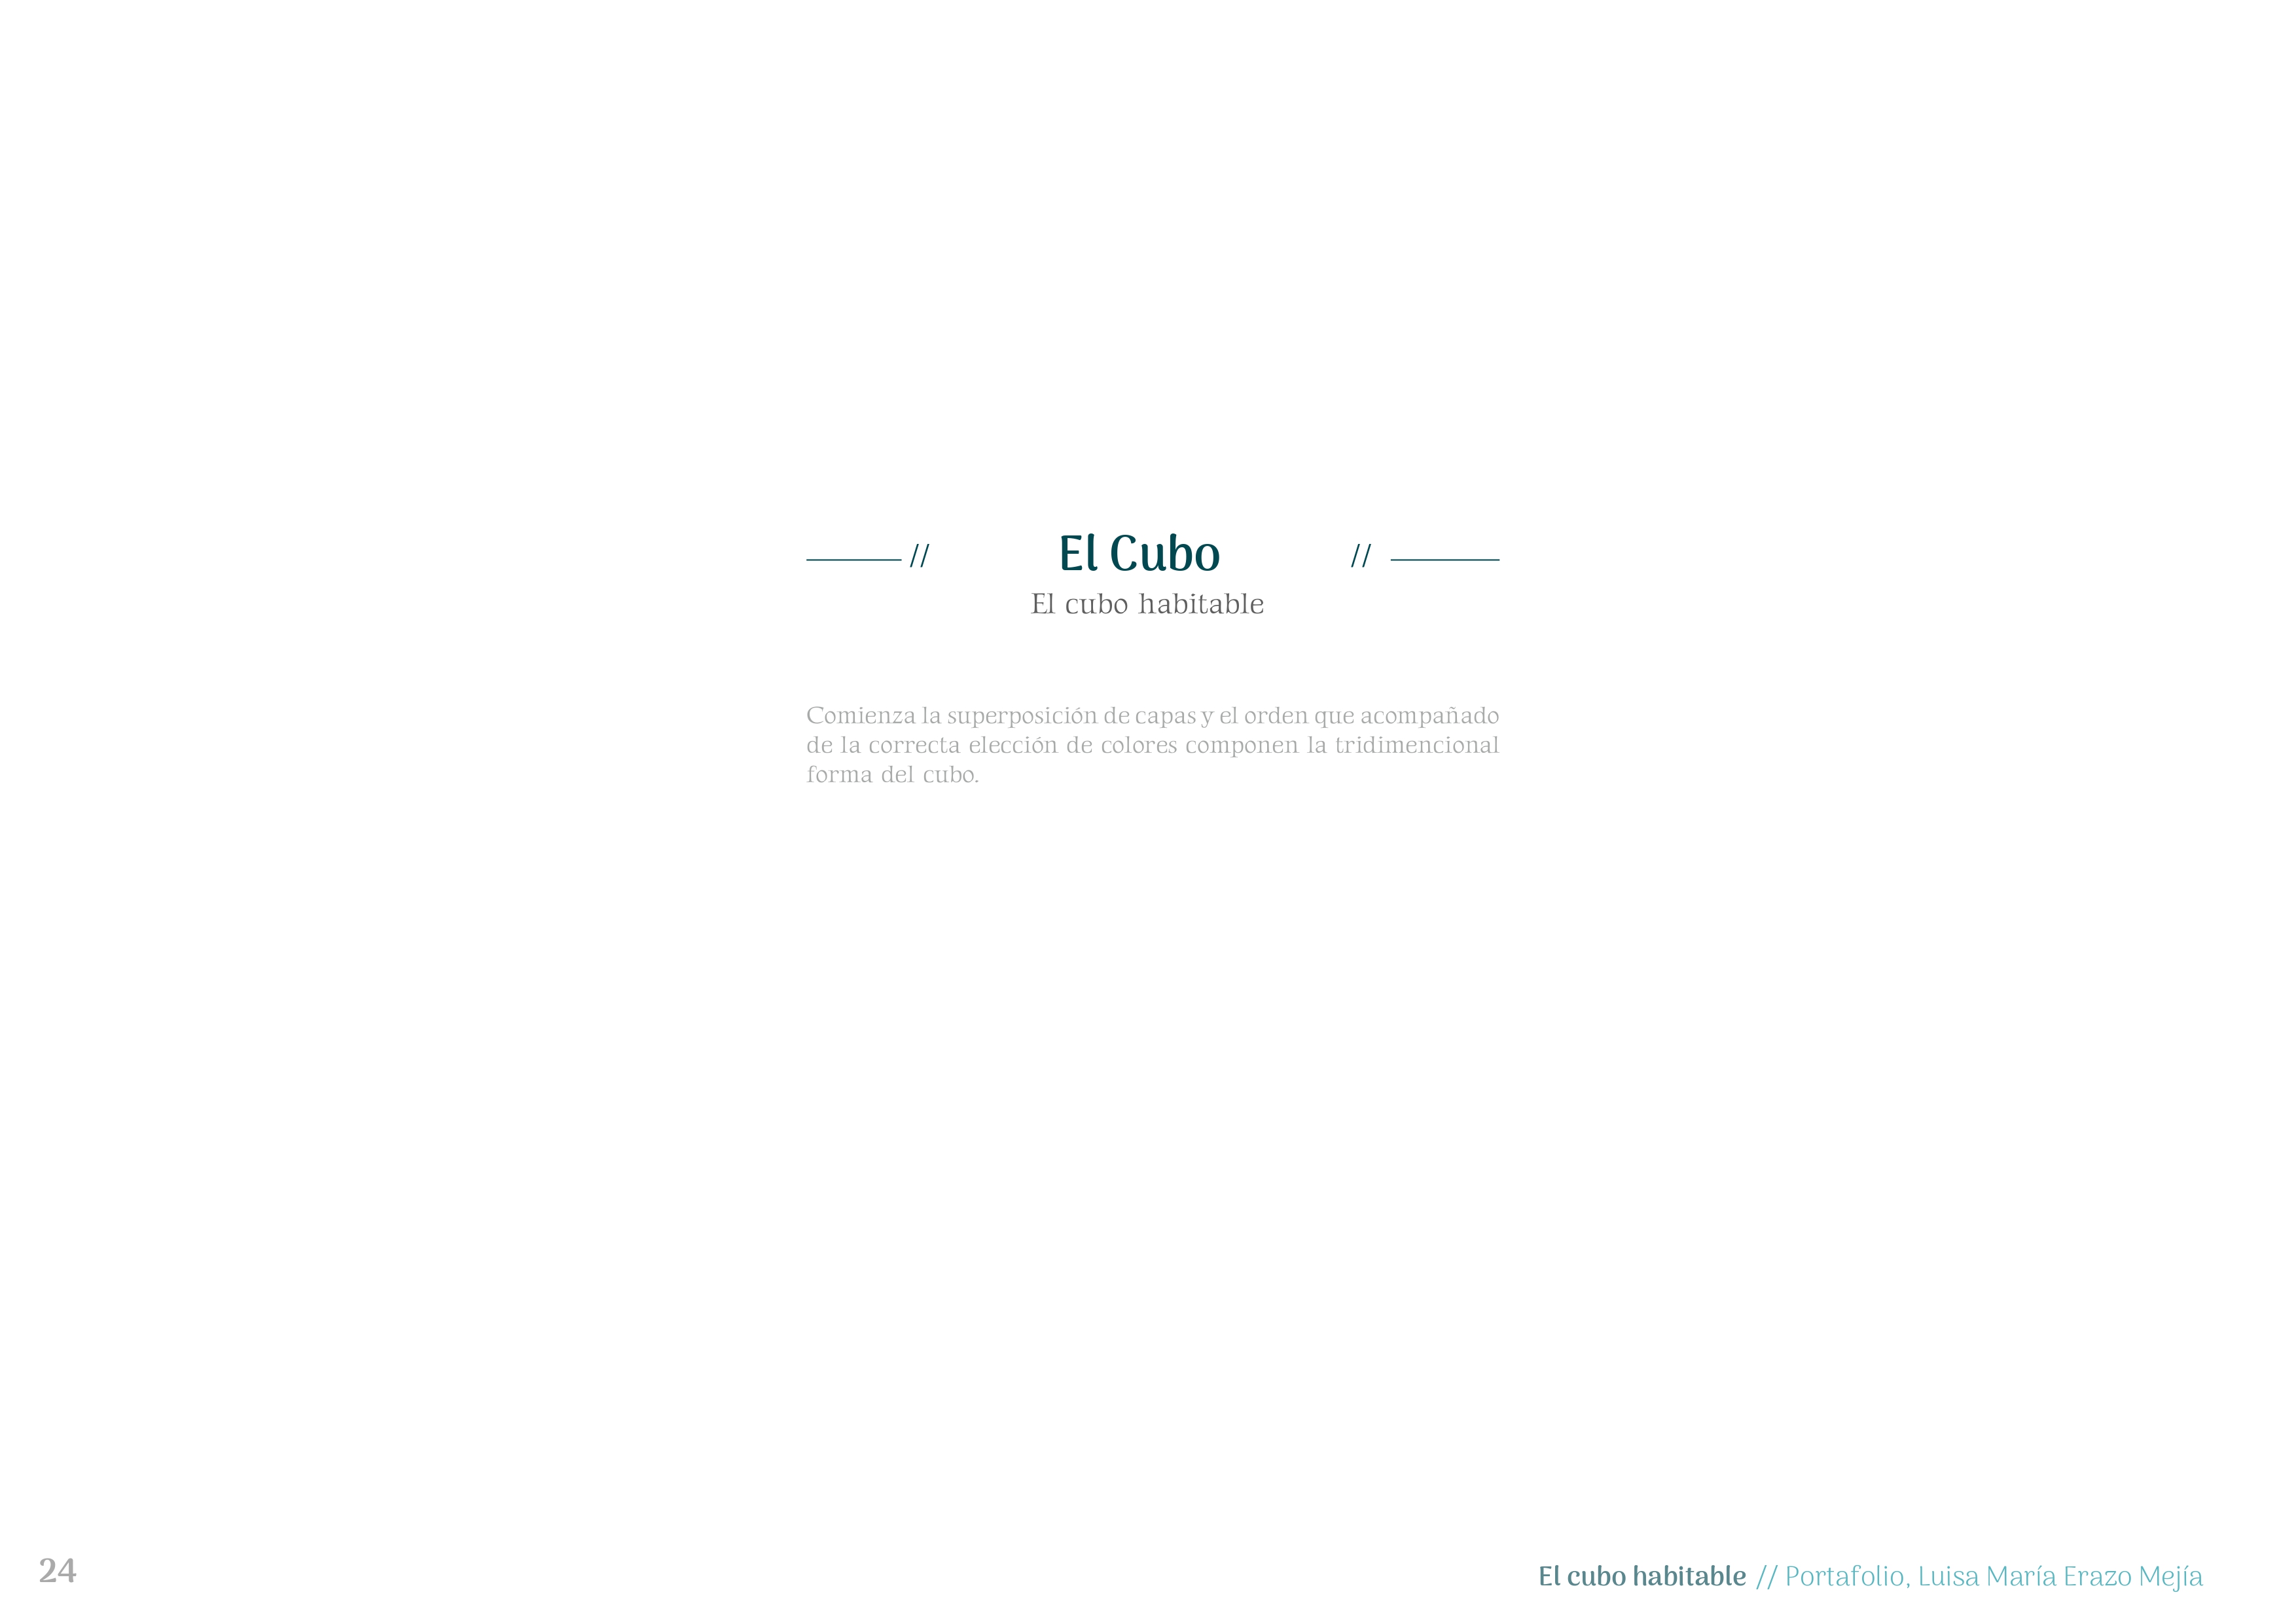 // El Cubo //
El cubo habitable
Comienza la superposición de capas y el orden que acompañado
de la correcta elección de colores componen la tridimencional
forma del cubo.
24
El cubo habitable // Portafolio, Luisa María Erazo Mejía